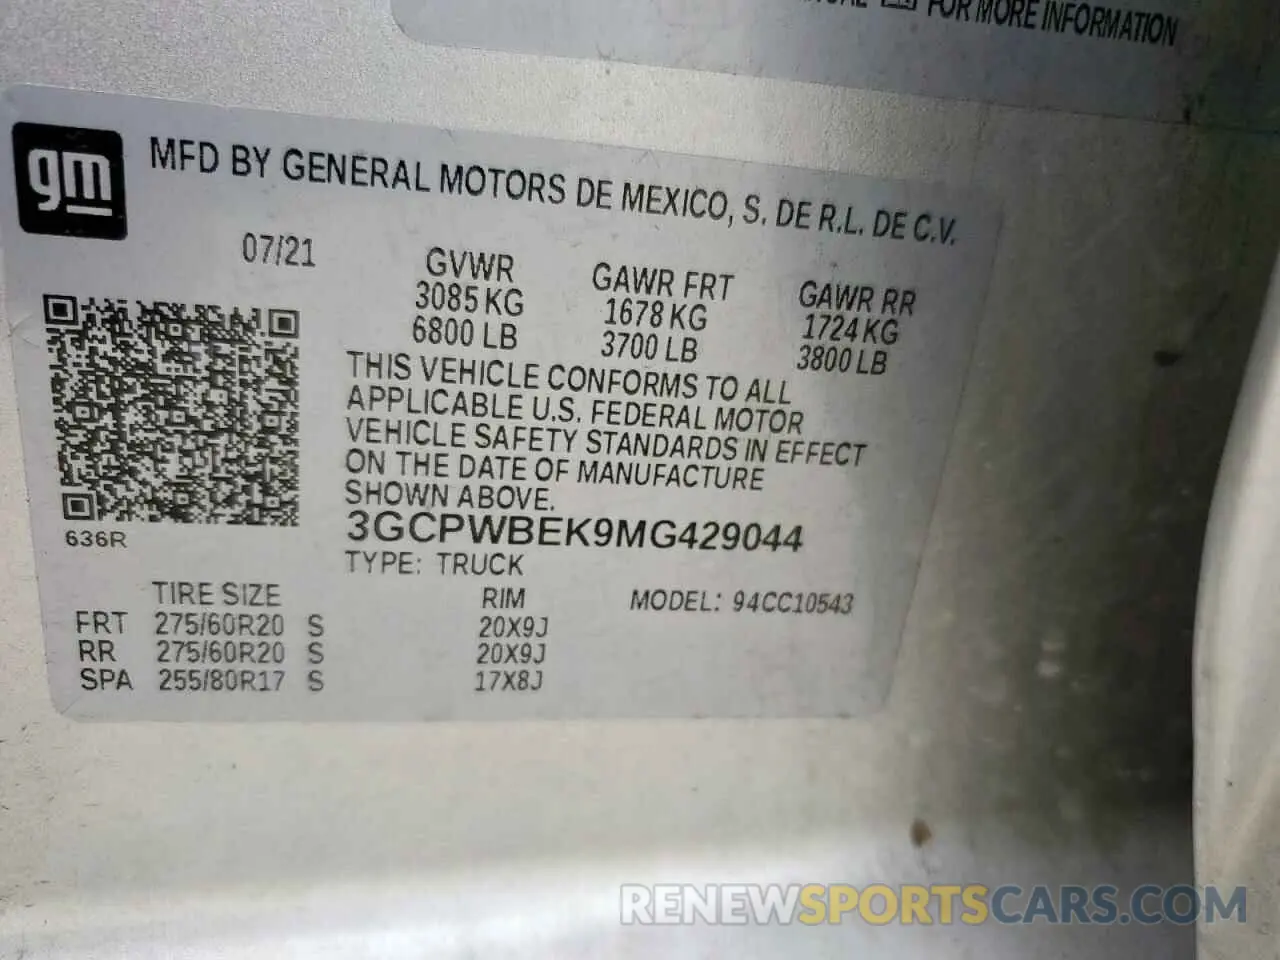 FOR MORE INFORMATION
gm
MFD BY GENERAL MOTORS DE MEXICO, S. DE R.L. DE C.V.
07/21
GVWR GAWR FRT GAWR RR
3085 KG 1678 KG 1724 KG
6800 LB 3700 LB 3800 LB
THIS VEHICLE CONFORMS TO ALL
APPLICABLE U.S. FEDERAL MOTOR
VEHICLE SAFETY STANDARDS IN EFFECT
ON THE DATE OF MANUFACTURE
SHOWN ABOVE.
636R
3GCPWBEK9MG429044
TYPE: TRUCK
TIRE SIZE RIM MODEL: 94CC10543
FRT 275/60R20 S 20X9J
RR 275/60R20 S 20X9J
SPA 255/80R17 S 17X8J
RENEWSPORTSCARS.COM